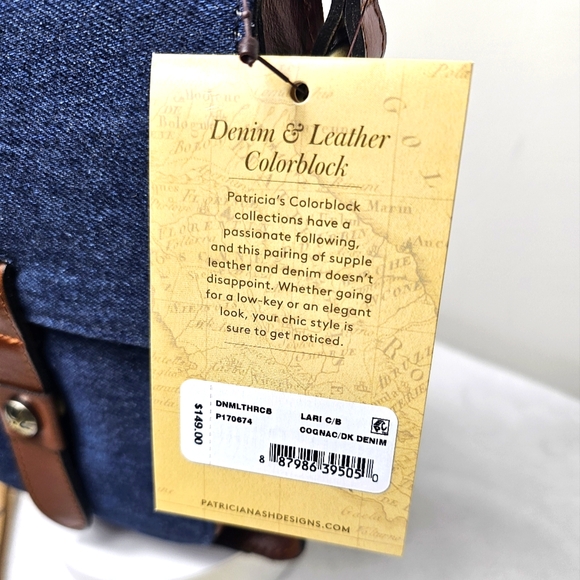 Denim & Leather
Colorblock
Patricia's Colorblock
collections have a
passionate following,
and this pairing of supple
leather and denim doesn't
disappoint. Whether going
for a low-key or an elegant
look, your chic style is
sure to get noticed.
$149.00
DNMLTHRCB LARI C/B
P170674 COGNAC/DK DENIM
8 87986 39505 0
PATRICIANASHDESIGNS.COM